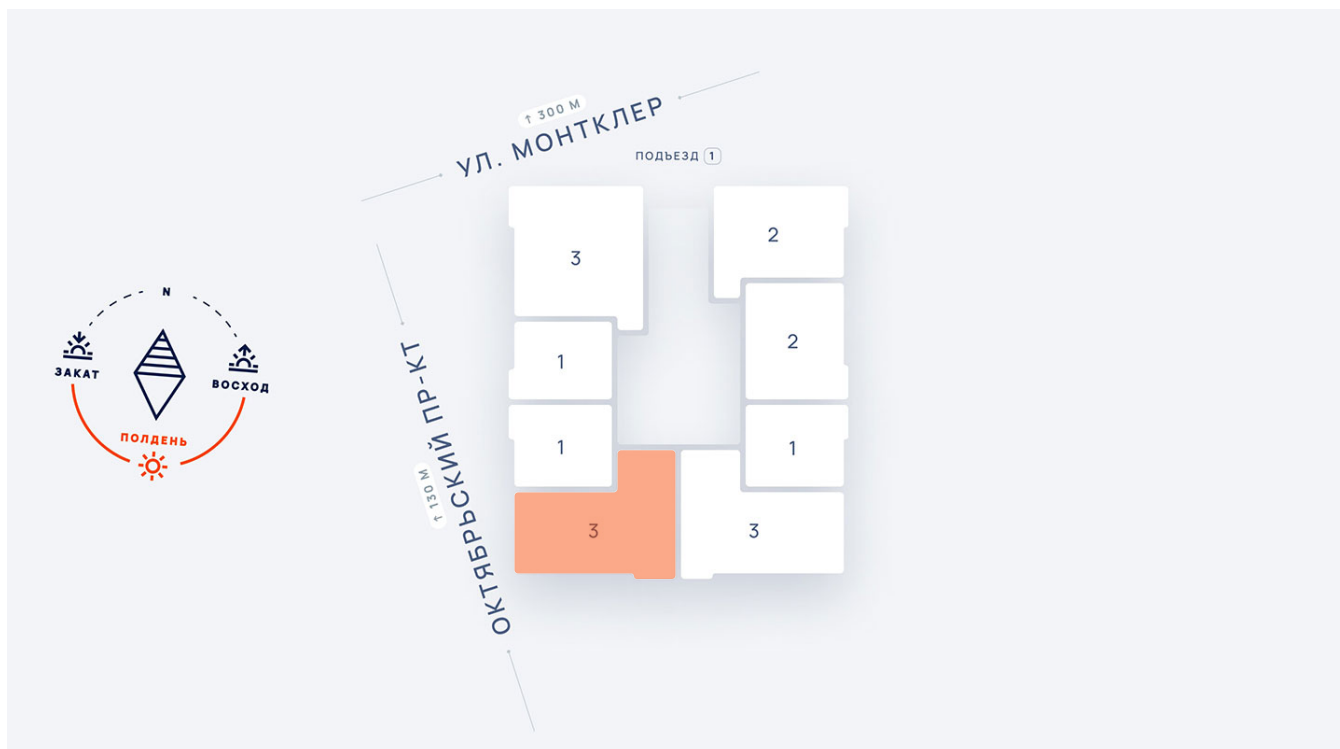 ↑ 300 М
УЛ. МОНТКЛЕР
ПОДЪЕЗД 1
3
2
N
ЗАКАТ
ВОСХОД
ПОЛДЕНЬ
ОКТЯБРЬСКИЙ ПР-КТ
↑ 130 М
1
2
1
1
3
3